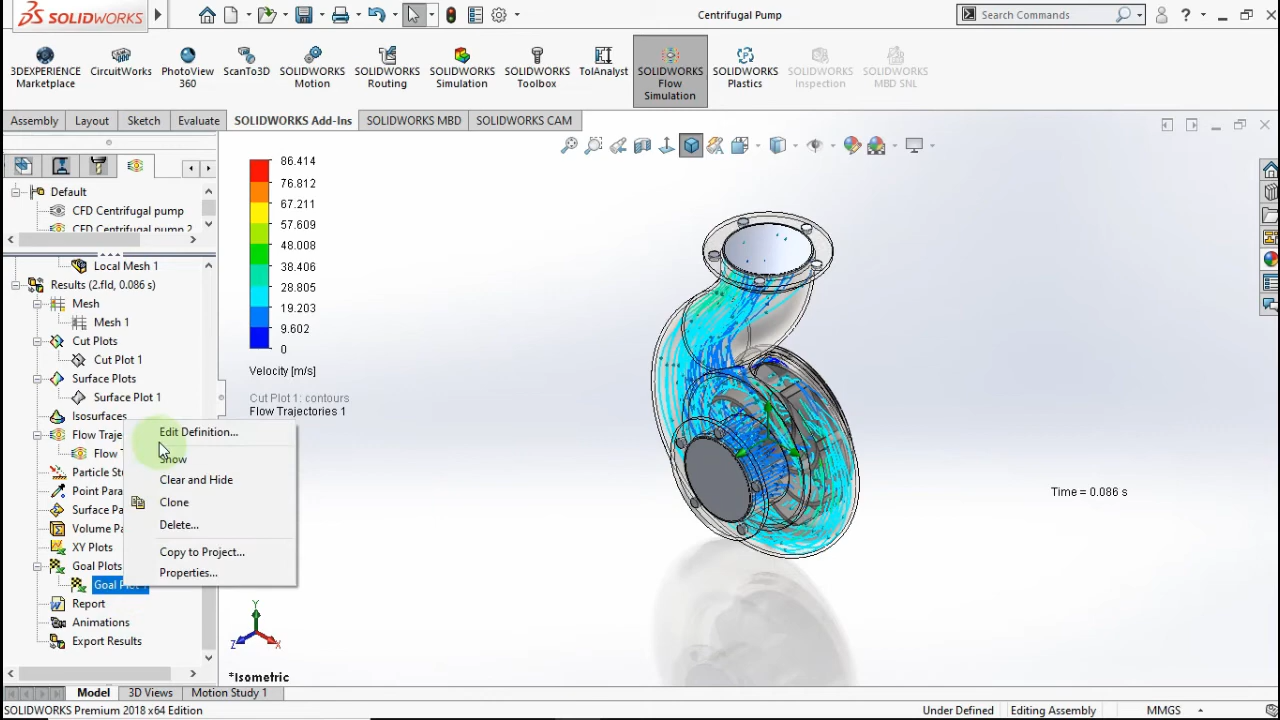 SOLIDWORKS
Centrifugal Pump
Search Commands
?
3DEXPERIENCE
Marketplace
CircuitWorks
PhotoView
360
ScanTo3D
SOLIDWORKS
Motion
SOLIDWORKS
Routing
SOLIDWORKS
Simulation
SOLIDWORKS
Toolbox
TolAnalyst
SOLIDWORKS
Flow
Simulation
SOLIDWORKS
Plastics
SOLIDWORKS
Inspection
SOLIDWORKS
MBD SNL
Assembly
Layout
Sketch
Evaluate
SOLIDWORKS Add-Ins
SOLIDWORKS MBD
SOLIDWORKS CAM
Default
CFD Centrifugal pump
CFD Centrifugal pump 2
Local Mesh 1
Results (2.fld, 0.086 s)
Mesh
Mesh 1
Cut Plots
Cut Plot 1
Surface Plots
Surface Plot 1
Isosurfaces
Flow Traje
Flow
Particle Stu
Point Para
Surface Pa
Volume Pa
XY Plots
Goal Plots
Goal Plot 1
Report
Animations
Export Results
Edit Definition...
Show
Clear and Hide
Clone
Delete...
Copy to Project...
Properties...
86.414
76.812
67.211
57.609
48.008
38.406
28.805
19.203
9.602
0
Velocity [m/s]
Cut Plot 1: contours
Flow Trajectories 1
Time = 0.086 s
Y
Z
X
*Isometric
Model
3D Views
Motion Study 1
SOLIDWORKS Premium 2018 x64 Edition
Under Defined
Editing Assembly
MMGS